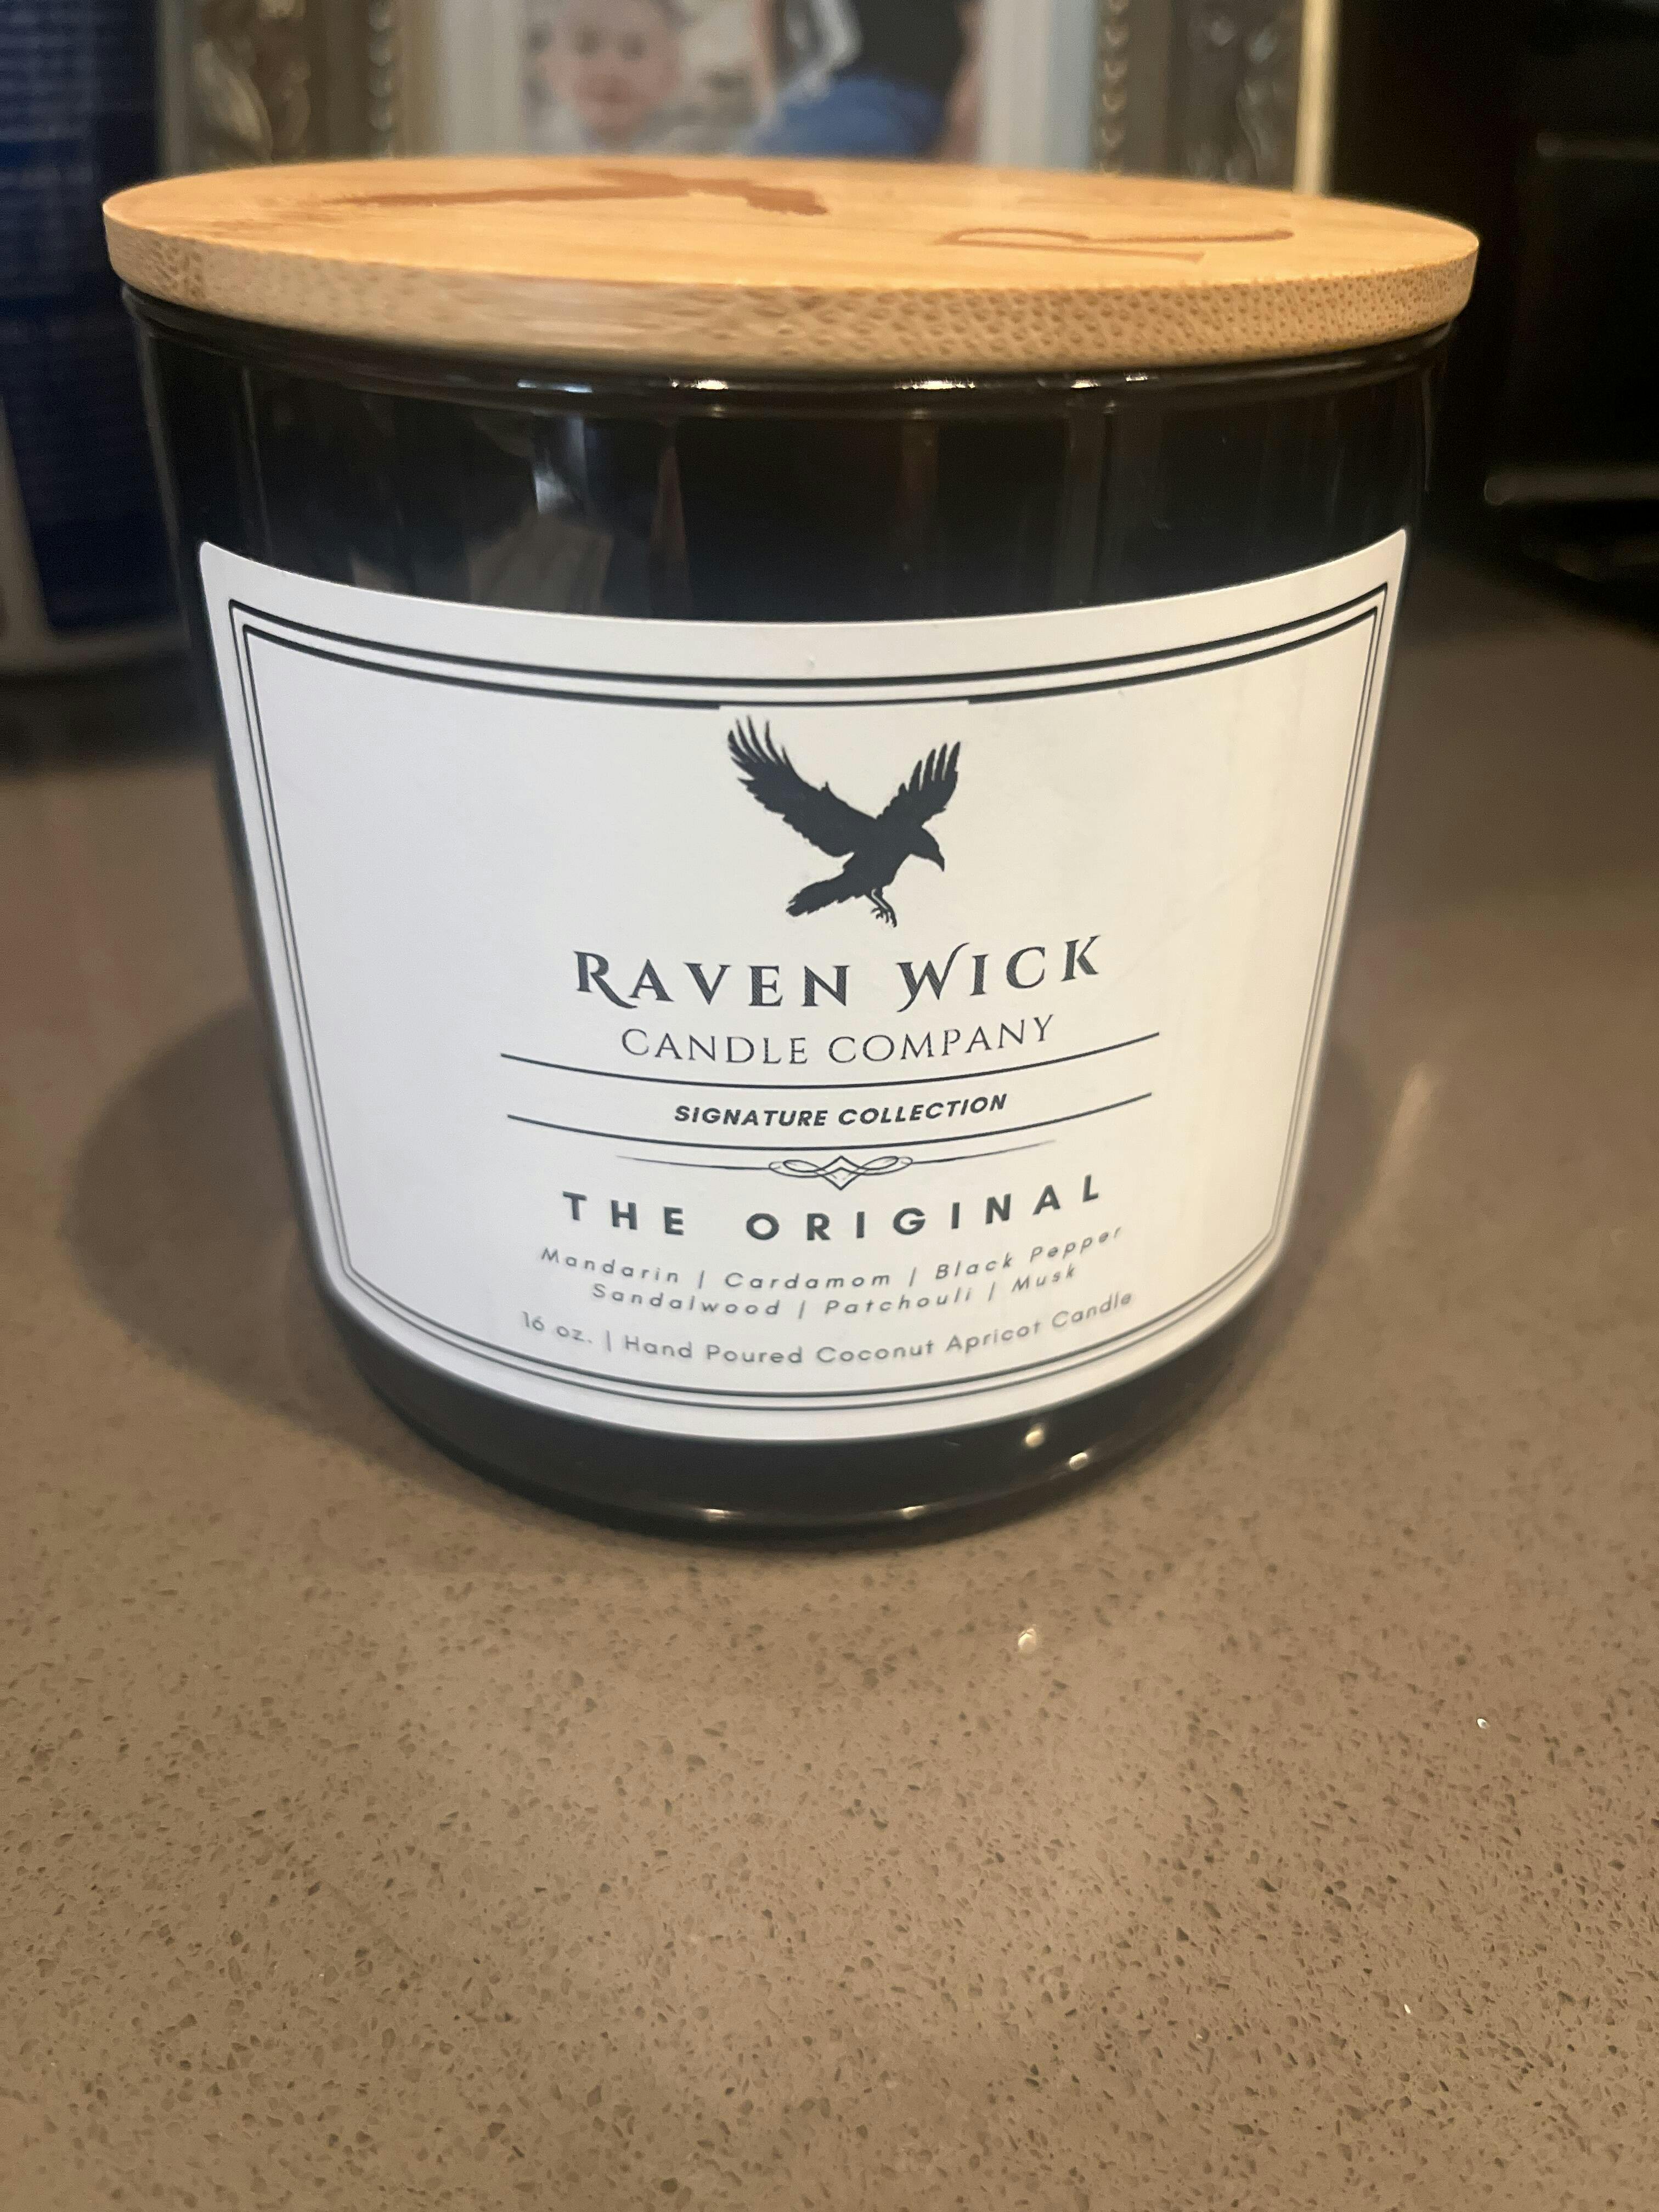 RAVEN WICK
CANDLE COMPANY
SIGNATURE COLLECTION
THE ORIGINAL
Mandarin | Cardamom | Black Pepper
Sandalwood | Patchouli | Musk
16 oz. | Hand Poured Coconut Apricot Candle